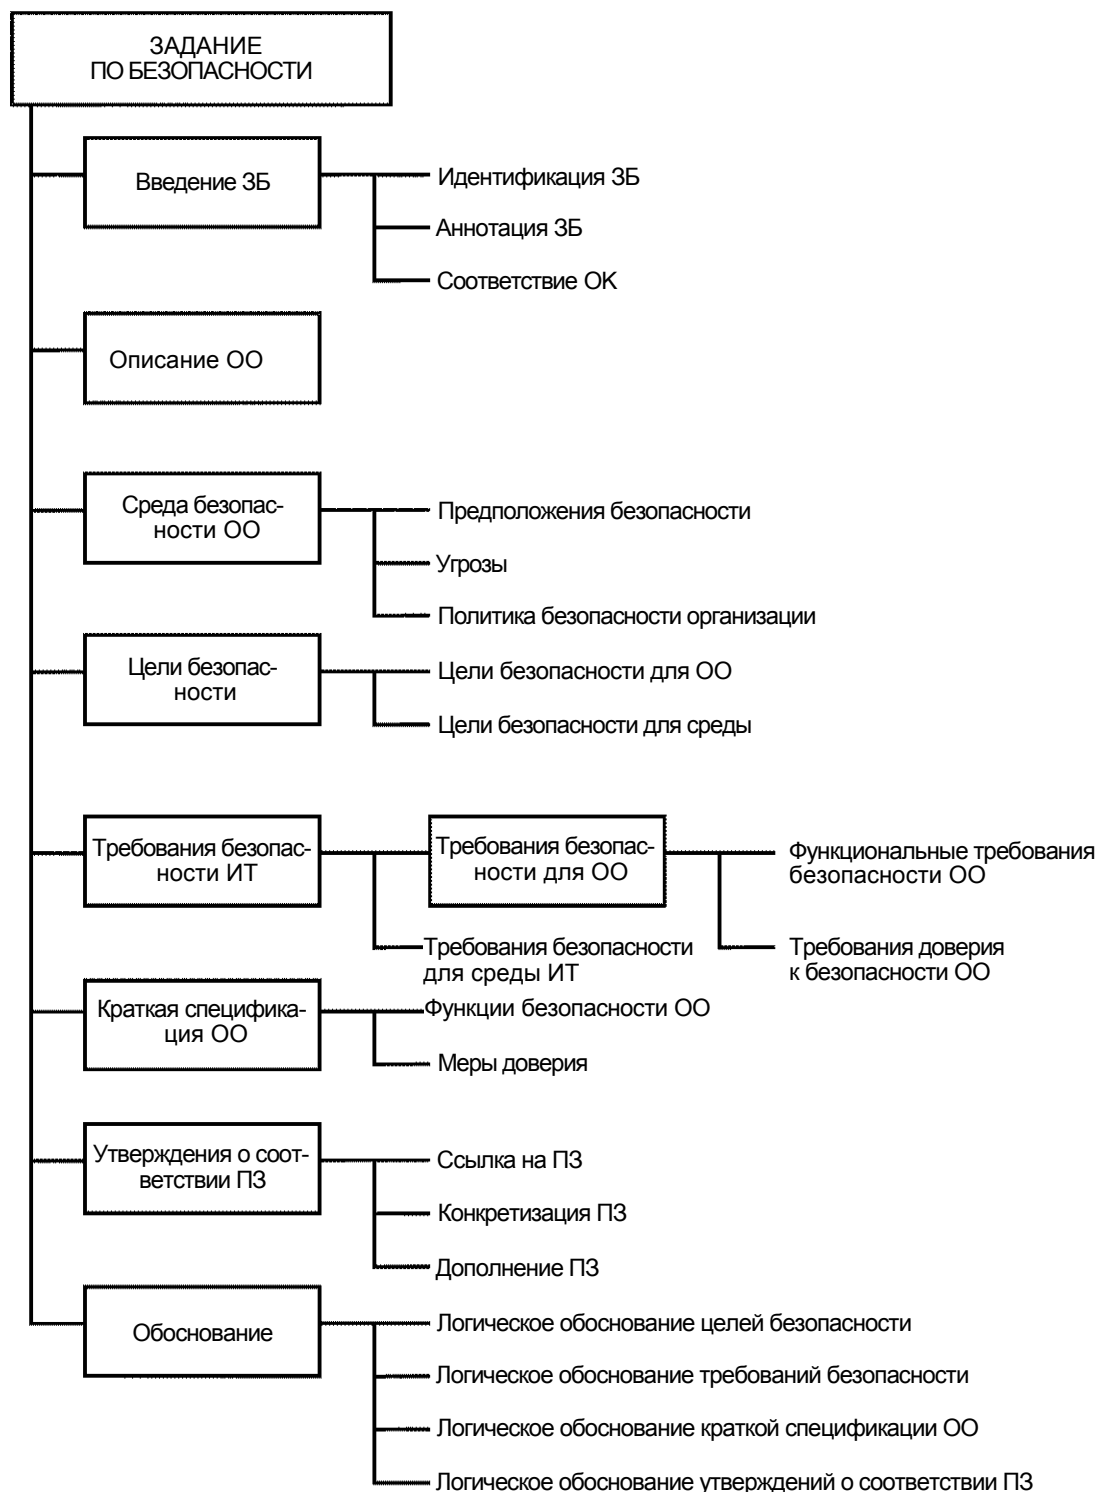 ЗАДАНИЕ
ПО БЕЗОПАСНОСТИ
Введение ЗБ
Идентификация ЗБ
Аннотация ЗБ
Соответствие ОК
Описание ОО
Среда безопас-
ности ОО
Предположения безопасности
Угрозы
Политика безопасности организации
Цели безопас-
ности
Цели безопасности для ОО
Цели безопасности для среды
Требования безопас-
ности ИТ
Требования безопас-
ности для ОО
Функциональные требования
безопасности ОО
Требования доверия
к безопасности ОО
Требования безопасности
для среды ИТ
Краткая специфика-
ция ОО
Функции безопасности ОО
Меры доверия
Утверждения о соот-
ветствии ПЗ
Ссылка на ПЗ
Конкретизация ПЗ
Дополнение ПЗ
Обоснование
Логическое обоснование целей безопасности
Логическое обоснование требований безопасности
Логическое обоснование краткой спецификации ОО
Логическое обоснование утверждений о соответствии ПЗ